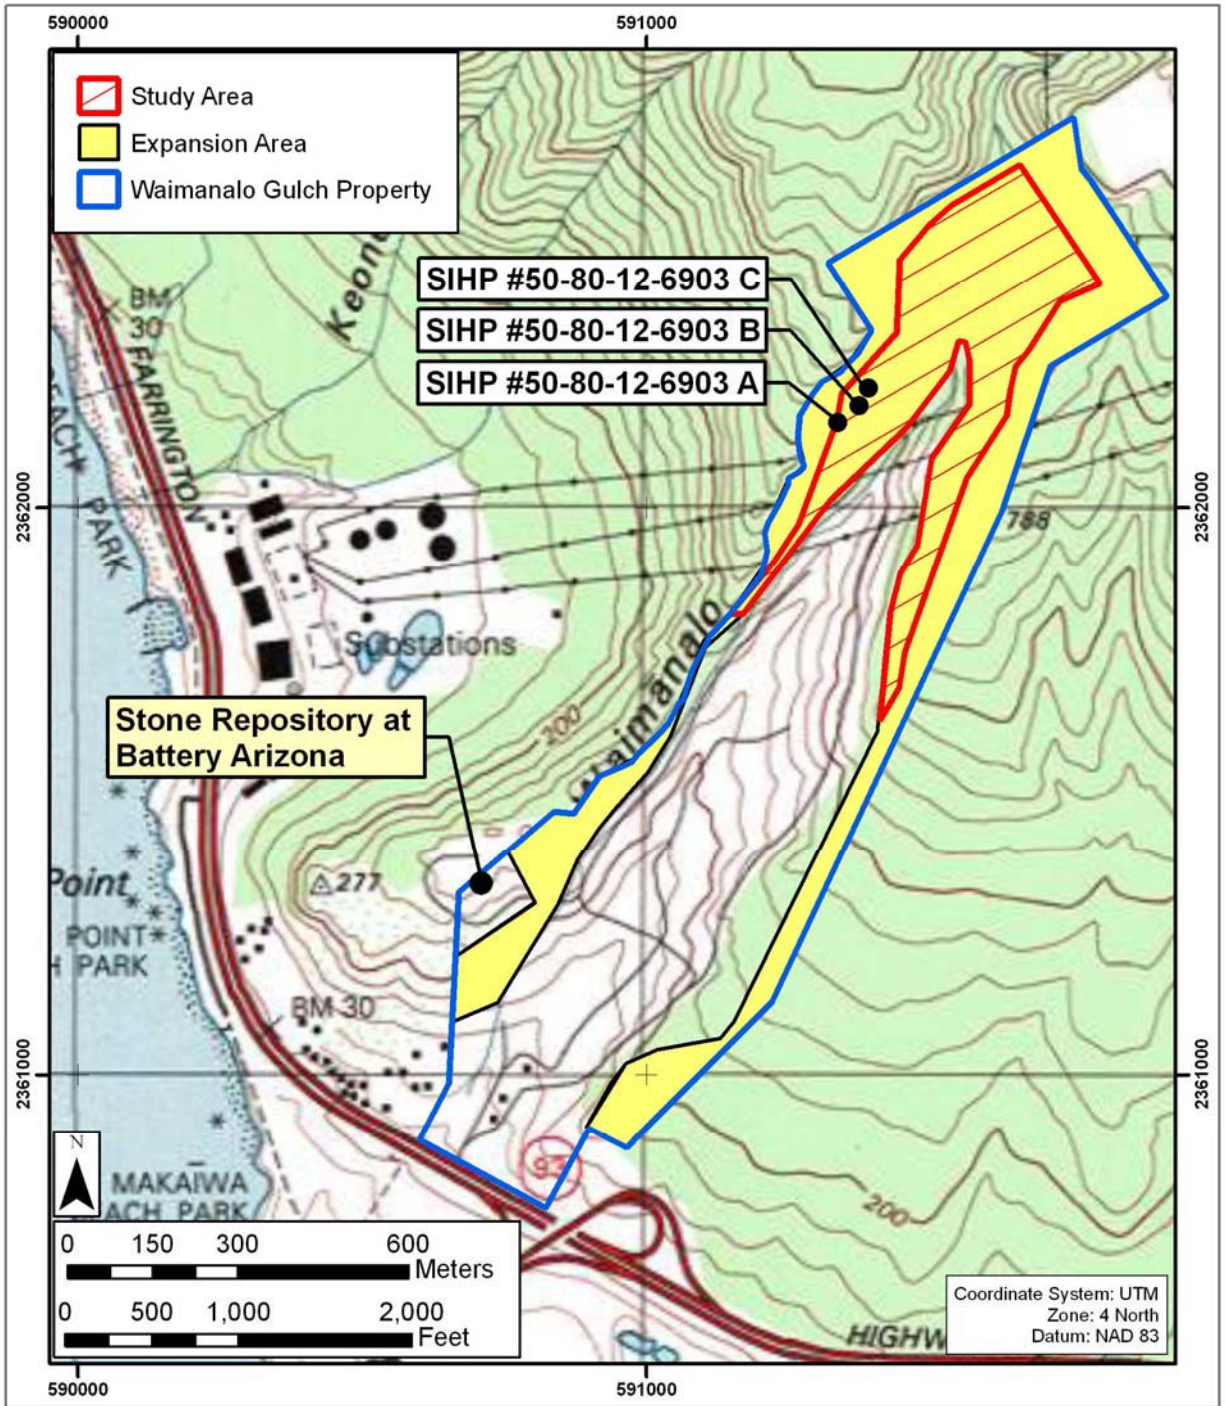 590000
591000
Study Area
Expansion Area
Waimanalo Gulch Property
SIHP #50-80-12-6903 C
SIHP #50-80-12-6903 B
SIHP #50-80-12-6903 A
BM
30
FARRINGTON
BEACH
PARK
2362000
2362000
788
Substations
Waimanalo
200
Stone Repository at
Battery Arizona
277
Point
POINT
PARK
BM 30
2361000
2361000
93
N
MAKAĪWA
ACH PARK
200
0 150 300 600
Meters
0 500 1,000 2,000
Feet
Coordinate System: UTM
Zone: 4 North
Datum: NAD 83
590000
591000